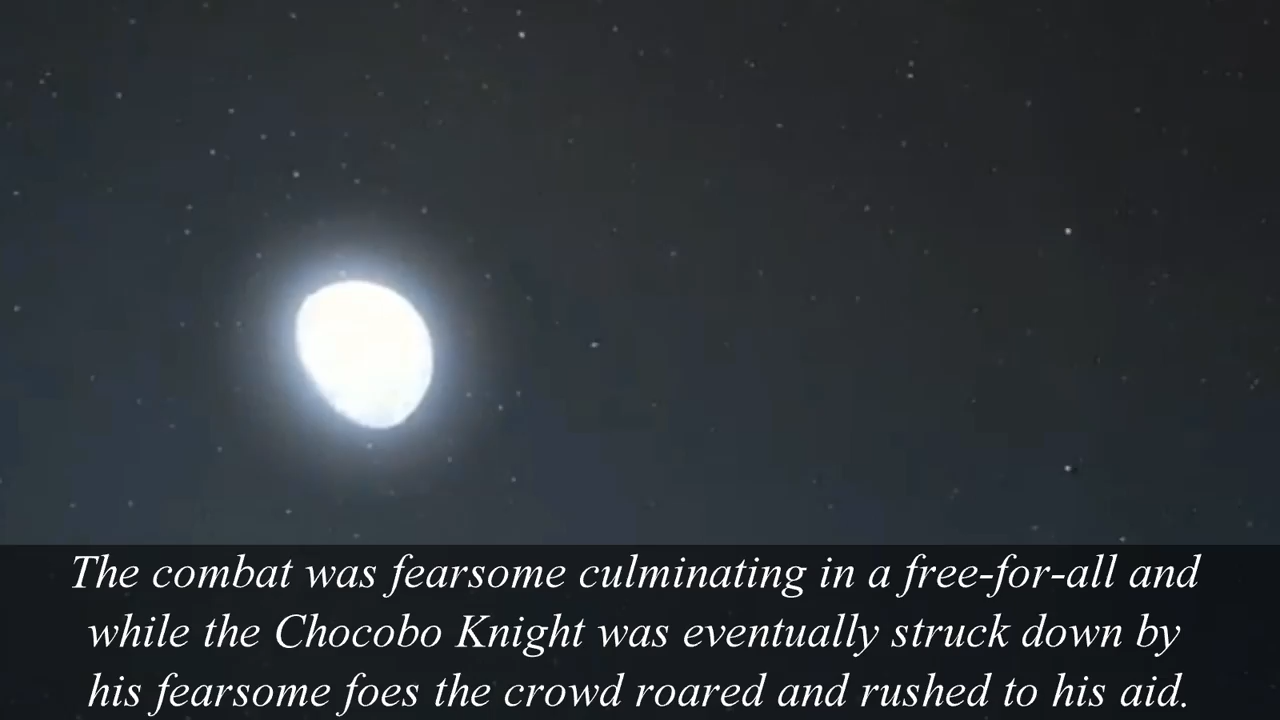 The combat was fearsome culminating in a free-for-all and
while the Chocobo Knight was eventually struck down by
his fearsome foes the crowd roared and rushed to his aid.